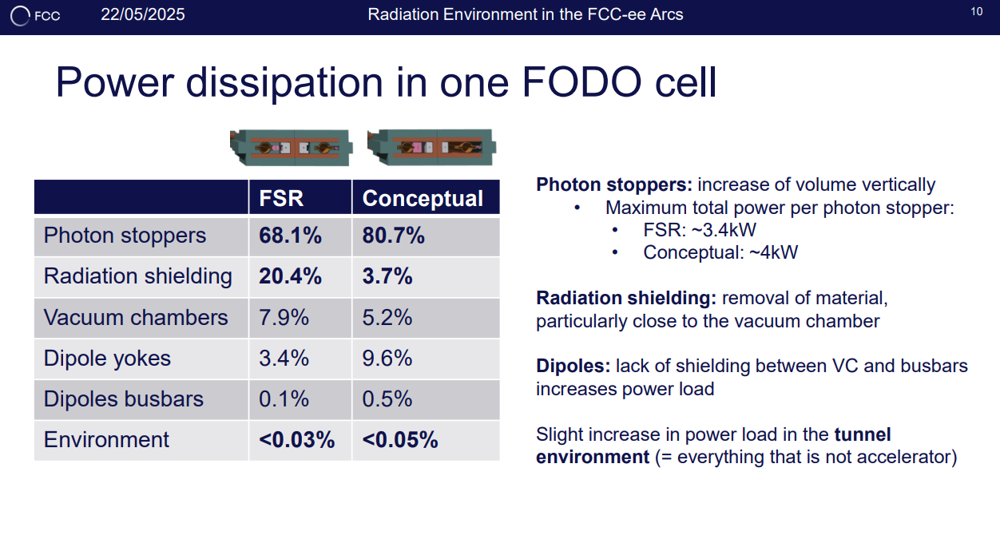 FCC 22/05/2025 Radiation Environment in the FCC-ee Arcs 10
Power dissipation in one FODO cell
FSR Conceptual
Photon stoppers 68.1% 80.7%
Radiation shielding 20.4% 3.7%
Vacuum chambers 7.9% 5.2%
Dipole yokes 3.4% 9.6%
Dipoles busbars 0.1% 0.5%
Environment <0.03% <0.05%
Photon stoppers: increase of volume vertically
• Maximum total power per photon stopper:
• FSR: ~3.4kW
• Conceptual: ~4kW
Radiation shielding: removal of material,
particularly close to the vacuum chamber
Dipoles: lack of shielding between VC and busbars
increases power load
Slight increase in power load in the tunnel
environment (= everything that is not accelerator)